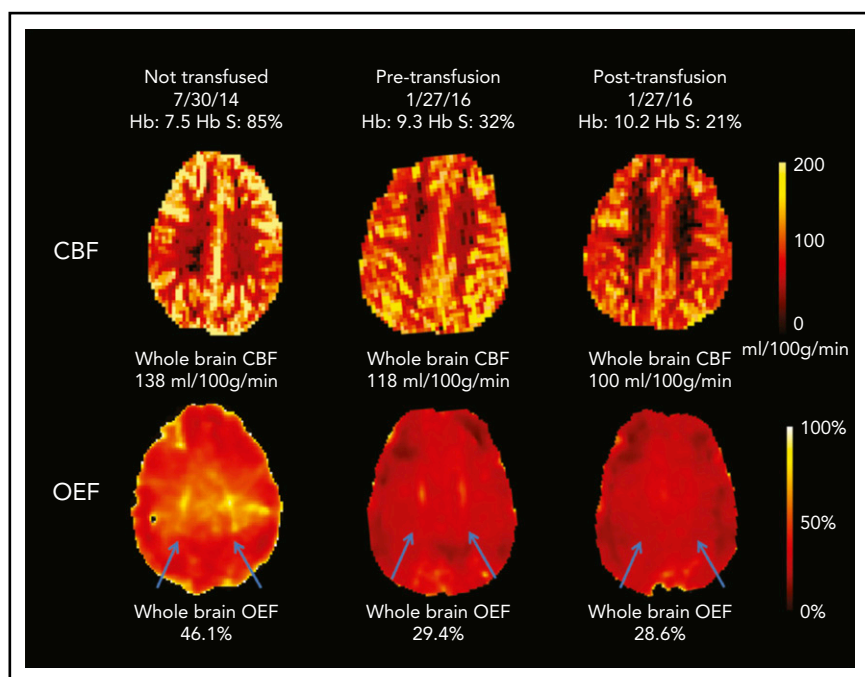 Not transfused
7/30/14
Hb: 7.5 Hb S: 85%
Pre-transfusion
1/27/16
Hb: 9.3 Hb S: 32%
Post-transfusion
1/27/16
Hb: 10.2 Hb S: 21%
CBF
200
100
0
ml/100g/min
Whole brain CBF
138 ml/100g/min
Whole brain CBF
118 ml/100g/min
Whole brain CBF
100 ml/100g/min
OEF
100%
50%
0%
Whole brain OEF
46.1%
Whole brain OEF
29.4%
Whole brain OEF
28.6%